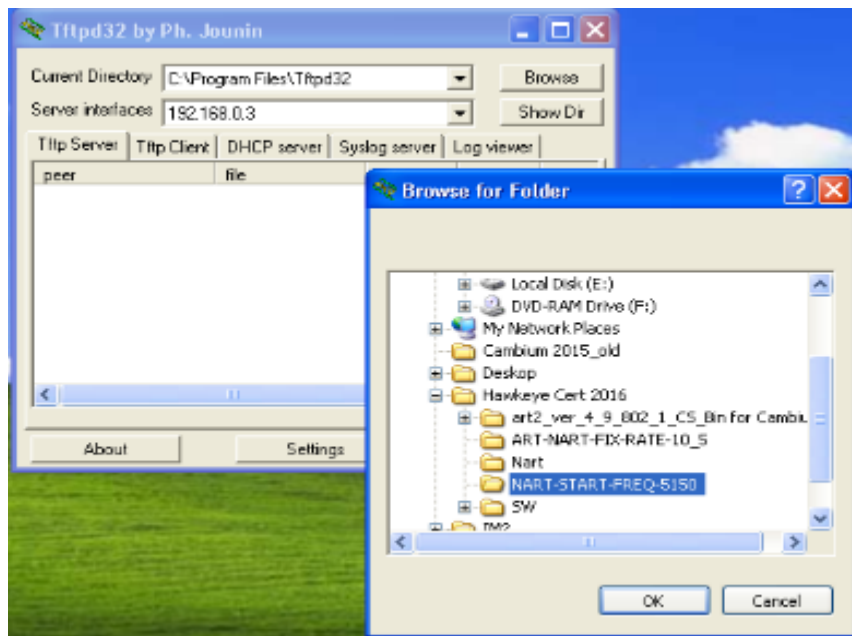 Tftpd32 by Ph. Jounin
Current Directory C:\Program Files\Tftpd32 Browse
Server interfaces 192.168.0.3 Show Dir
Tftp Server Tftp Client DHCP server Syslog server Log viewer
peer file
About Settings
Browse for Folder
Local Disk (E:)
DVD-RAM Drive (F:)
My Network Places
Cambium 2015_old
Deskop
Hawkeye Cert 2016
art2_ver_4_9_802_1_CS_Bin for Cambiu
ART-NART-FIX-RATE-10_5
Nart
NART-START-FREQ-5150
SW
OK Cancel